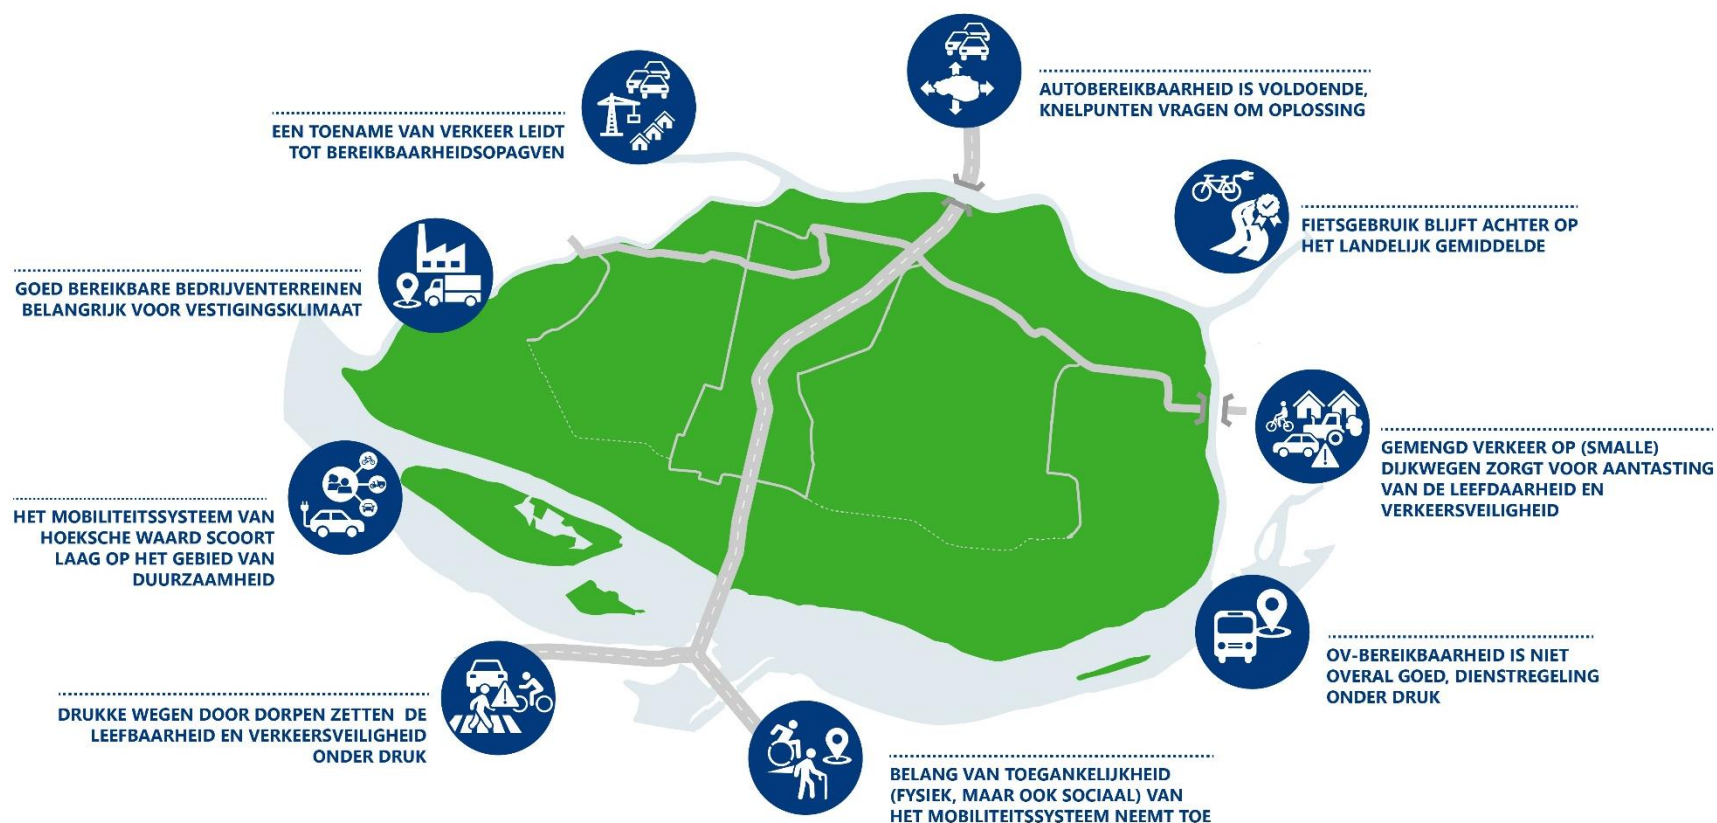 AUTOBEREIKBAARHEID IS VOLDOENDE,
KNELPUNTEN VRAGEN OM OPLOSSING
EEN TOENAME VAN VERKEER LEIDT
TOT BEREIKBAARHEIDSOPAGVEN
FIETSGEBRUIK BLIJFT ACHTER OP
HET LANDELIJK GEMIDDELDE
GOED BEREIKBARE BEDRIJVENTERREINEN
BELANGRIJK VOOR VESTIGINGSKLIMAAT
GEMENGD VERKEER OP (SMALLE)
DIJKWEGEN ZORGT VOOR AANTASTING
VAN DE LEEFDAARHEID EN
VERKEERSVEILIGHEID
HET MOBILITEITSSYSTEEM VAN
HOEKSCHE WAARD SCOORT
LAAG OP HET GEBIED VAN
DUURZAAMHEID
OV-BEREIKBAARHEID IS NIET
OVERAL GOED, DIENSTREGELING
ONDER DRUK
DRUKKE WEGEN DOOR DORPEN ZETTEN DE
LEEFBAARHEID EN VERKEERSVEILIGHEID
ONDER DRUK
BELANG VAN TOEGANKELIJKHEID
(FYSIEK, MAAR OOK SOCIAAL) VAN
HET MOBILITEITSSYSTEEM NEEMT TOE